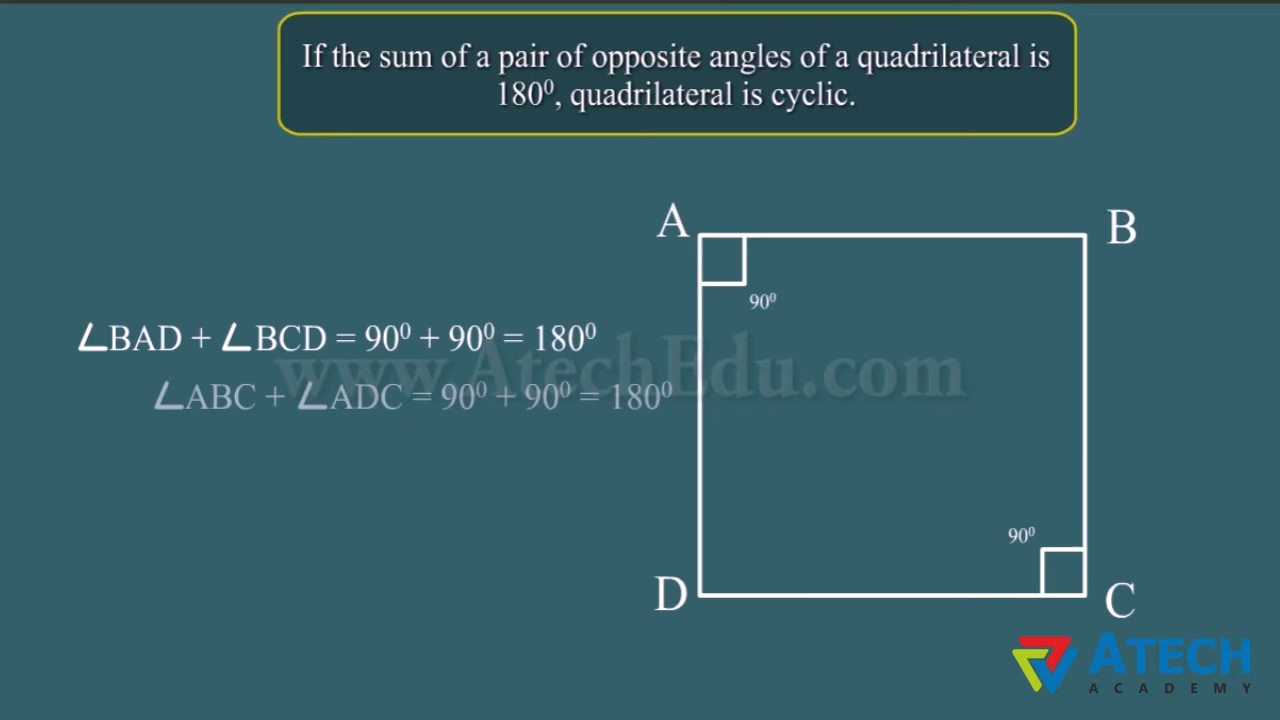 If the sum of a pair of opposite angles of a quadrilateral is
180⁰, quadrilateral is cyclic.
A
B
90⁰
∠BAD + ∠BCD = 90⁰ + 90⁰ = 180⁰
www.AtechEdu.com
∠ABC + ∠ADC = 90⁰ + 90⁰ = 180⁰
90⁰
D
C
ATECH
ACADEMY